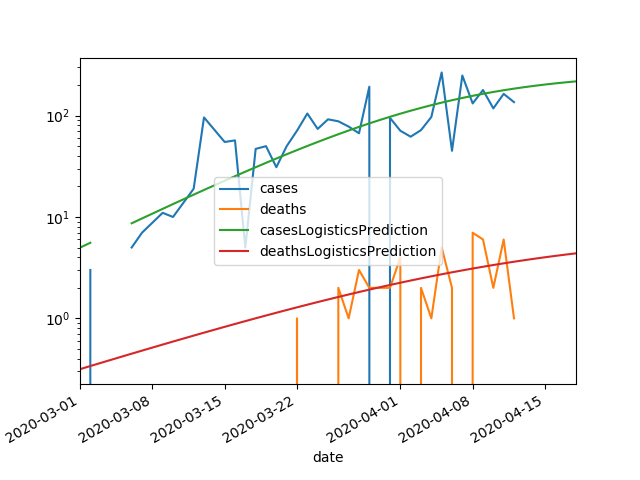 10²
10¹
10⁰
cases
deaths
casesLogisticsPrediction
deathsLogisticsPrediction
2020-03-01
2020-03-08
2020-03-15
2020-03-22
2020-04-01
2020-04-08
2020-04-15
date